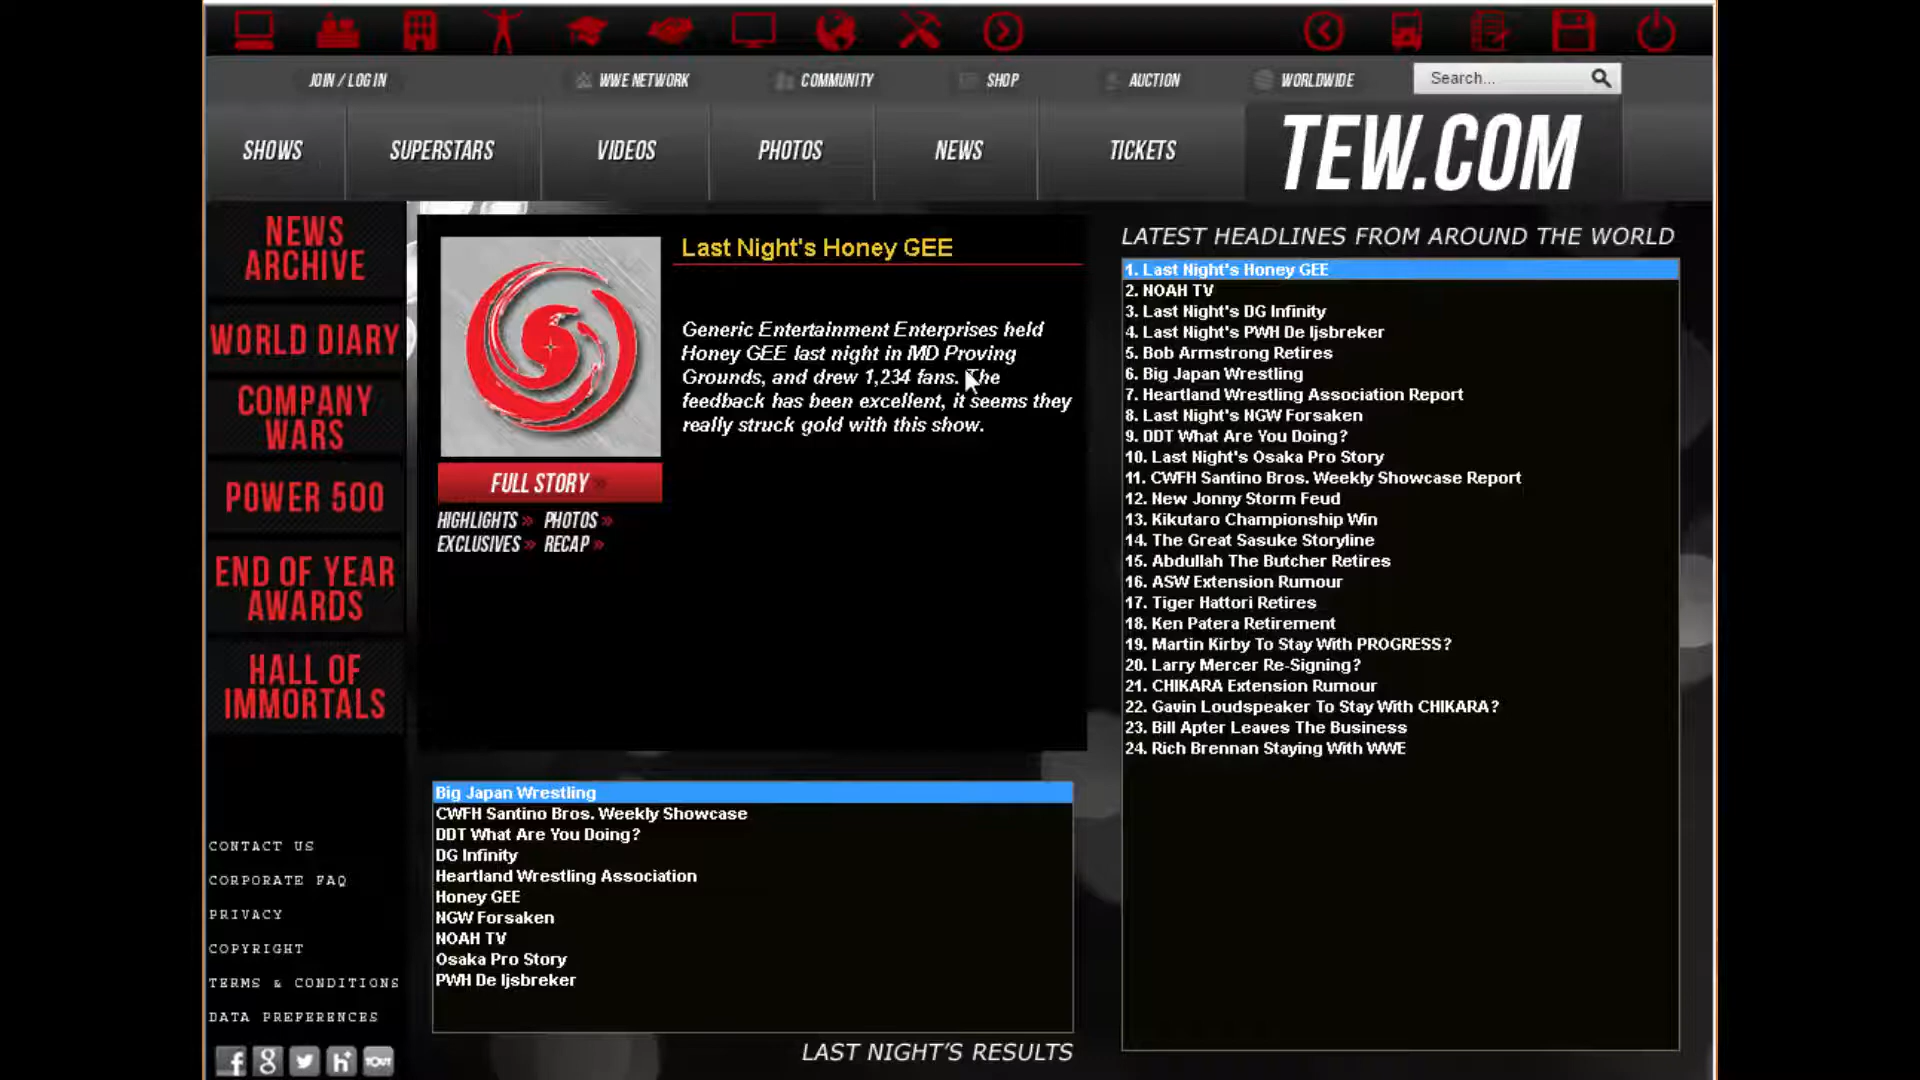 JOIN / LOG IN
WWE NETWORK
COMMUNITY
SHOP
AUCTION
WORLDWIDE
Search...
SHOWS
SUPERSTARS
VIDEOS
PHOTOS
NEWS
TICKETS
TEW.COM
NEWS
ARCHIVE
WORLD DIARY
COMPANY
WARS
POWER 500
END OF YEAR
AWARDS
HALL OF
IMMORTALS
CONTACT US
CORPORATE FAQ
PRIVACY
COPYRIGHT
TERMS & CONDITIONS
DATA PREFERENCES
f g h TOUT
Last Night's Honey GEE
Generic Entertainment Enterprises held
Honey GEE last night in MD Proving
Grounds, and drew 1,234 fans. The
feedback has been excellent, it seems they
really struck gold with this show.
FULL STORY »
HIGHLIGHTS » PHOTOS »
EXCLUSIVES » RECAP »
Big Japan Wrestling
CWFH Santino Bros. Weekly Showcase
DDT What Are You Doing?
DG Infinity
Heartland Wrestling Association
Honey GEE
NGW Forsaken
NOAH TV
Osaka Pro Story
PWH De Ijsbreker
LAST NIGHT'S RESULTS
LATEST HEADLINES FROM AROUND THE WORLD
1. Last Night's Honey GEE
2. NOAH TV
3. Last Night's DG Infinity
4. Last Night's PWH De Ijsbreker
5. Bob Armstrong Retires
6. Big Japan Wrestling
7. Heartland Wrestling Association Report
8. Last Night's NGW Forsaken
9. DDT What Are You Doing?
10. Last Night's Osaka Pro Story
11. CWFH Santino Bros. Weekly Showcase Report
12. New Jonny Storm Feud
13. Kikutaro Championship Win
14. The Great Sasuke Storyline
15. Abdullah The Butcher Retires
16. ASW Extension Rumour
17. Tiger Hattori Retires
18. Ken Patera Retirement
19. Martin Kirby To Stay With PROGRESS?
20. Larry Mercer Re-Signing?
21. CHIKARA Extension Rumour
22. Gavin Loudspeaker To Stay With CHIKARA?
23. Bill Apter Leaves The Business
24. Rich Brennan Staying With WWE